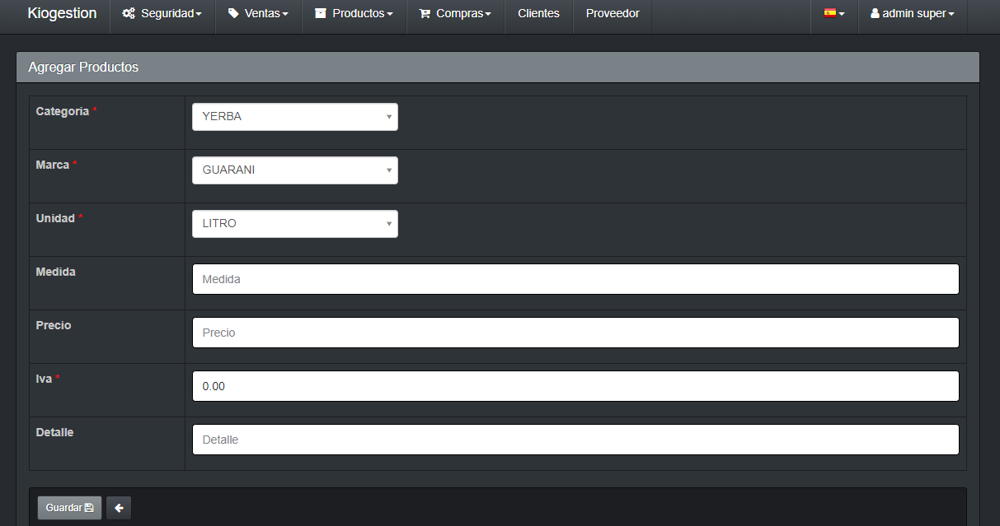 Kiogestion Seguridad Ventas Productos Compras Clientes Proveedor admin super
Agregar Productos
Categoria * YERBA
Marca * GUARANI
Unidad * LITRO
Medida Medida
Precio Precio
Iva * 0.00
Detalle Detalle
Guardar